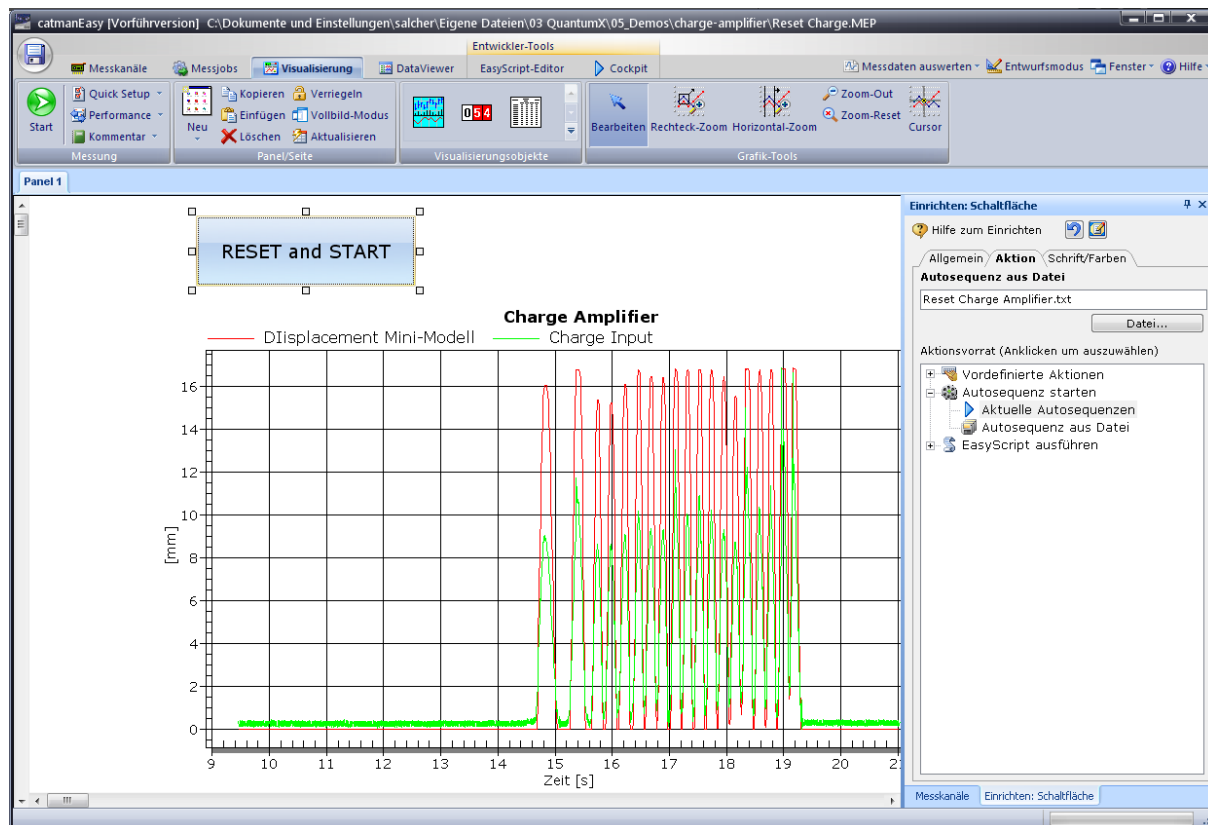 catmanEasy [Vorführversion] C:\Dokumente und Einstellungen\salcher\Eigene Dateien\03 QuantumX\05_Demos\charge-amplifier\Reset Charge.MEP
Entwickler-Tools
Messkanäle Messjobs Visualisierung DataViewer EasyScript-Editor Cockpit Messdaten auswerten Entwurfsmodus Fenster Hilfe
Start
Quick Setup
Performance
Kommentar
Messung
Neu
Kopieren Verriegeln
Einfügen Vollbild-Modus
Löschen Aktualisieren
Panel/Seite
054
Visualisierungsobjekte
Bearbeiten Rechteck-Zoom Horizontal-Zoom
Zoom-Out
Zoom-Reset
Cursor
Grafik-Tools
Panel 1
RESET and START
Charge Amplifier
DIisplacement Mini-Modell Charge Input
16
14
12
10
8
6
4
2
0
[mm]
9 10 11 12 13 14 15 16 17 18 19 20 21
Zeit [s]
Einrichten: Schaltfläche
Hilfe zum Einrichten
Allgemein Aktion Schrift/Farben
Autosequenz aus Datei
Reset Charge Amplifier.txt
Datei...
Aktionsvorrat (Anklicken um auszuwählen)
Vordefinierte Aktionen
Autosequenz starten
Aktuelle Autosequenzen
Autosequenz aus Datei
EasyScript ausführen
Messkanäle Einrichten: Schaltfläche